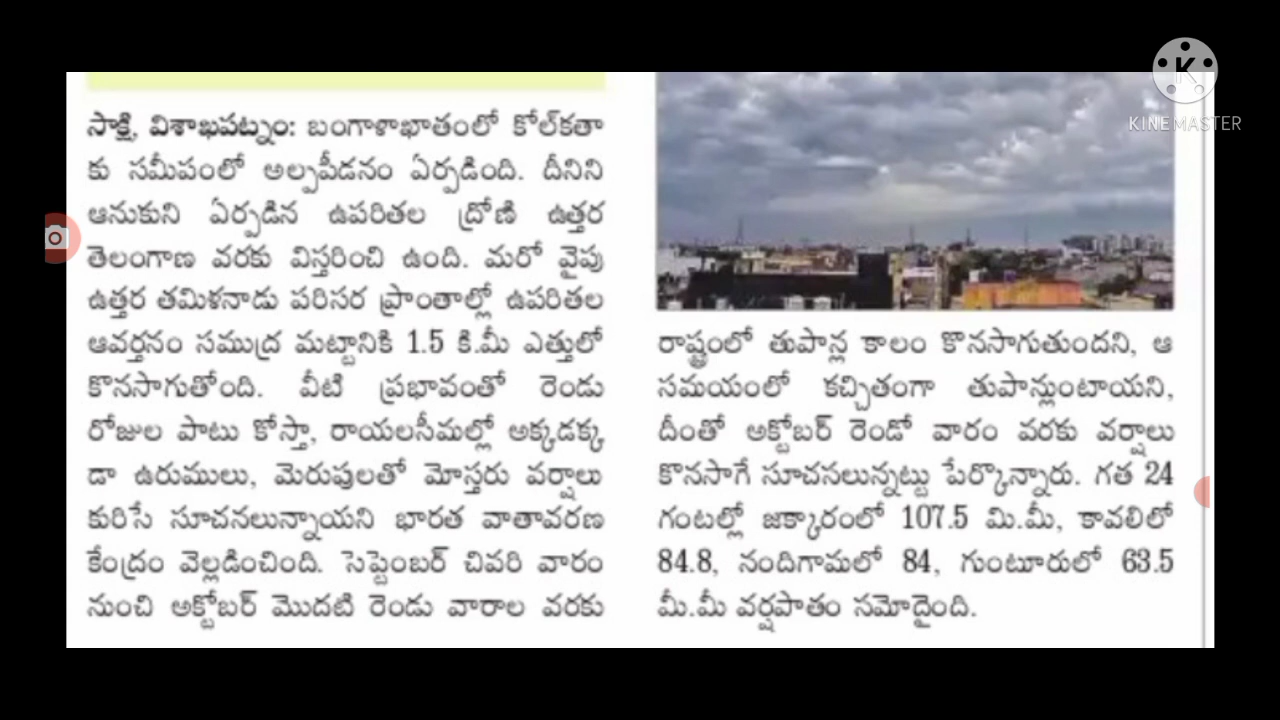 సాక్షి, విశాఖపట్నం: బంగాళాఖాతంలో కోల్‌కతా
కు సమీపంలో అల్పపీడనం ఏర్పడింది. దీనిని
ఆనుకుని ఏర్పడిన ఉపరితల ద్రోణి ఉత్తర
తెలంగాణ వరకు విస్తరించి ఉంది. మరో వైపు
ఉత్తర తమిళనాడు పరిసర ప్రాంతాల్లో ఉపరితల
ఆవర్తనం సముద్ర మట్టానికి 1.5 కి.మీ ఎత్తులో
కొనసాగుతోంది. వీటి ప్రభావంతో రెండు
రోజుల పాటు కోస్తా, రాయలసీమల్లో అక్కడక్క
డా ఉరుములు, మెరుపులతో మోస్తరు వర్షాలు
కురిసే సూచనలున్నాయని భారత వాతావరణ
కేంద్రం వెల్లడించింది. సెప్టెంబర్ చివరి వారం
నుంచి అక్టోబర్ మొదటి రెండు వారాల వరకు
రాష్ట్రంలో తుపాన్ల కాలం కొనసాగుతుందని, ఆ
సమయంలో కచ్చితంగా తుపాన్లుంటాయని,
దీంతో అక్టోబర్ రెండో వారం వరకు వర్షాలు
కొనసాగే సూచనలున్నట్టు పేర్కొన్నారు. గత 24
గంటల్లో జక్కారంలో 107.5 మి.మీ, కావలిలో
84.8, నందిగామలో 84, గుంటూరులో 63.5
మీ.మీ వర్షపాతం నమోదైంది.
K
KINEMASTER